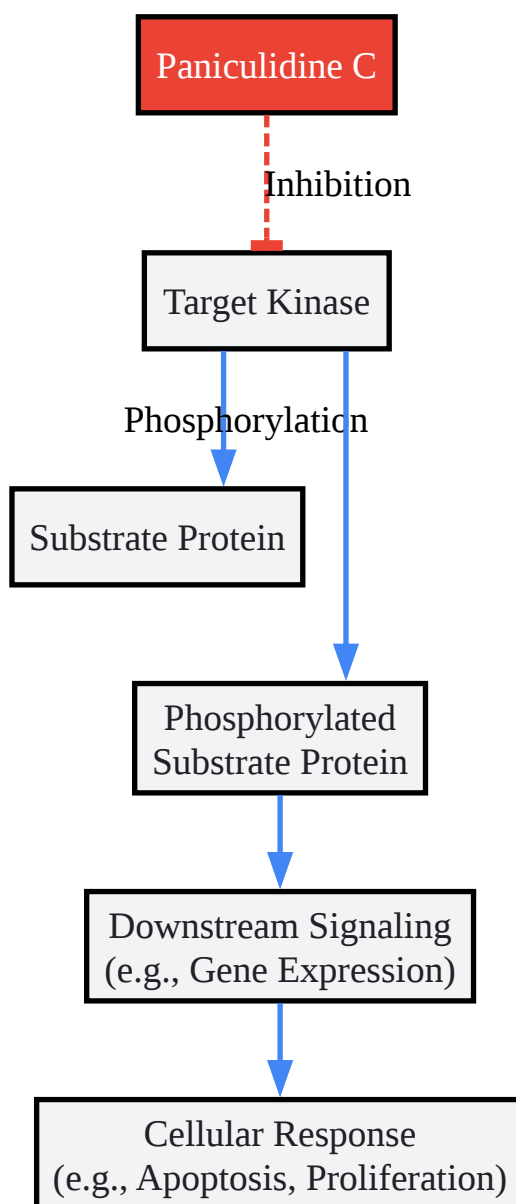 Paniculidine C
Inhibition
Target Kinase
Phosphorylation
Substrate Protein
Phosphorylated
Substrate Protein
Downstream Signaling
(e.g., Gene Expression)
Cellular Response
(e.g., Apoptosis, Proliferation)